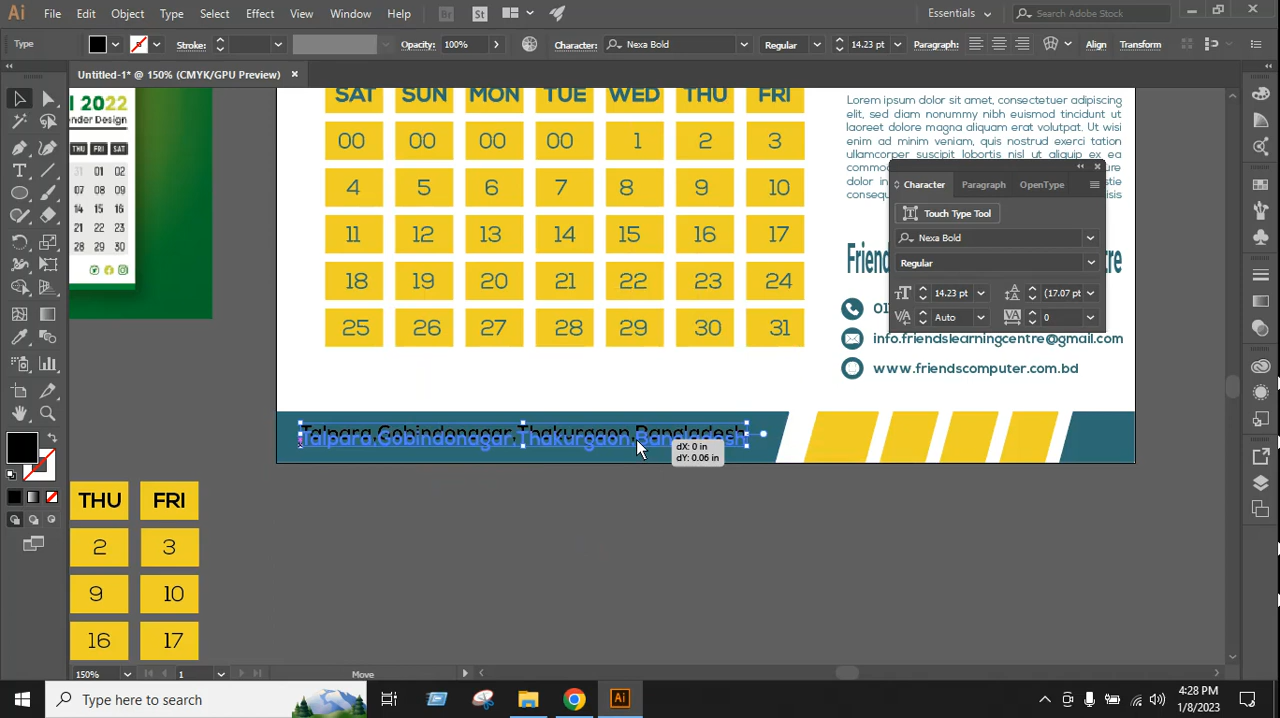 Ai File Edit Object Type Select Effect View Window Help Br St Essentials Search Adobe Stock
Type Stroke: Opacity: 100% Character: Nexa Bold Regular 14.23 pt Paragraph: Align Transform
Untitled-1* @ 150% (CMYK/GPU Preview)
2022
ender Design
THU FRI SAT
31 01 02
07 08 09
14 15 16
21 22 23
28 29 30
SAT SUN MON TUE WED THU FRI
00 00 00 00 1 2 3
4 5 6 7 8 9 10
11 12 13 14 15 16 17
18 19 20 21 22 23 24
25 26 27 28 29 30 31
Lorem ipsum dolor sit amet, consectetuer adipiscing
elit, sed diam nonummy nibh euismod tincidunt ut
laoreet dolore magna aliquam erat volutpat. Ut wisi
enim ad minim veniam, quis nostrud exerci tation
ullamcorper suscipit lobortis nisl ut aliquip ex ea
Character Paragraph OpenType
Touch Type Tool
Nexa Bold
Regular
14.23 pt (17.07 pt
Auto 0
info.friendslearningcentre@gmail.com
www.friendscomputer.com.bd
Talpara,Gobindonagar,Thakurgaon,Bangladesh
dX: 0 in
dY: 0.06 in
THU FRI
2 3
9 10
16 17
150% 1 Move
Type here to search
Ai
4:28 PM
1/8/2023